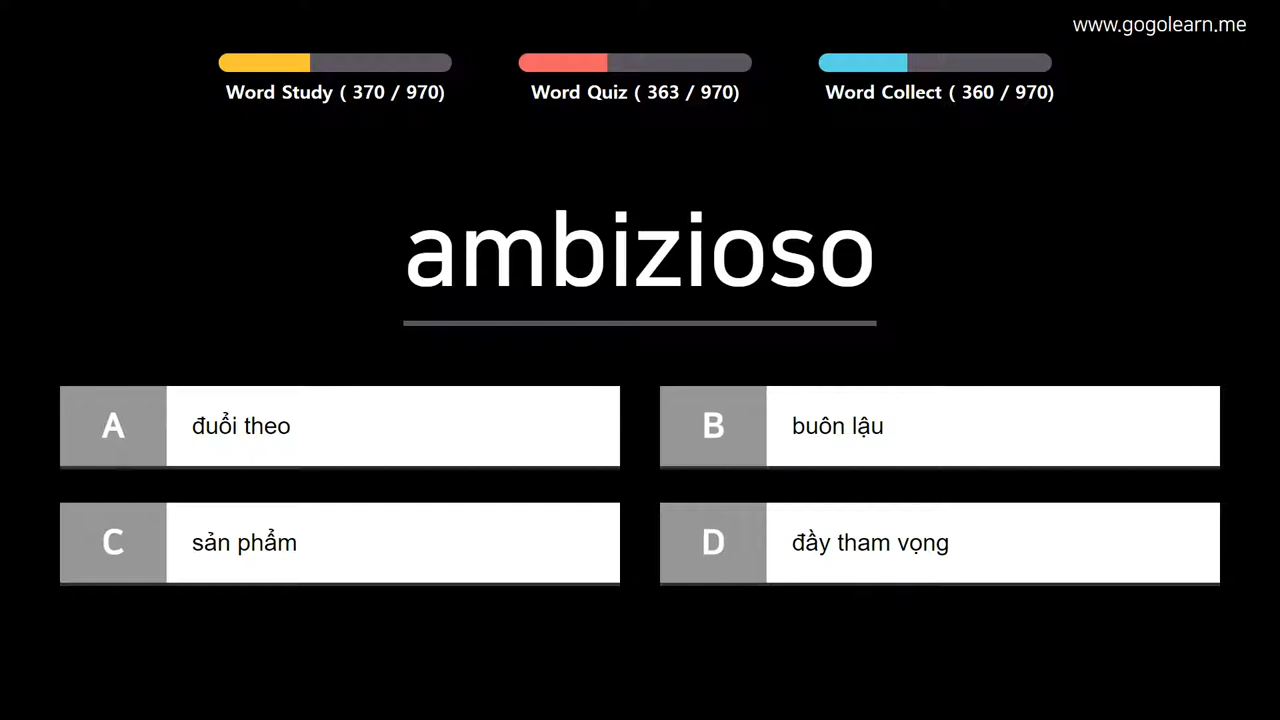 www.gogolearn.me
Word Study ( 370 / 970)
Word Quiz ( 363 / 970)
Word Collect ( 360 / 970)
ambizioso
A đuổi theo
B buôn lậu
C sản phẩm
D đầy tham vọng